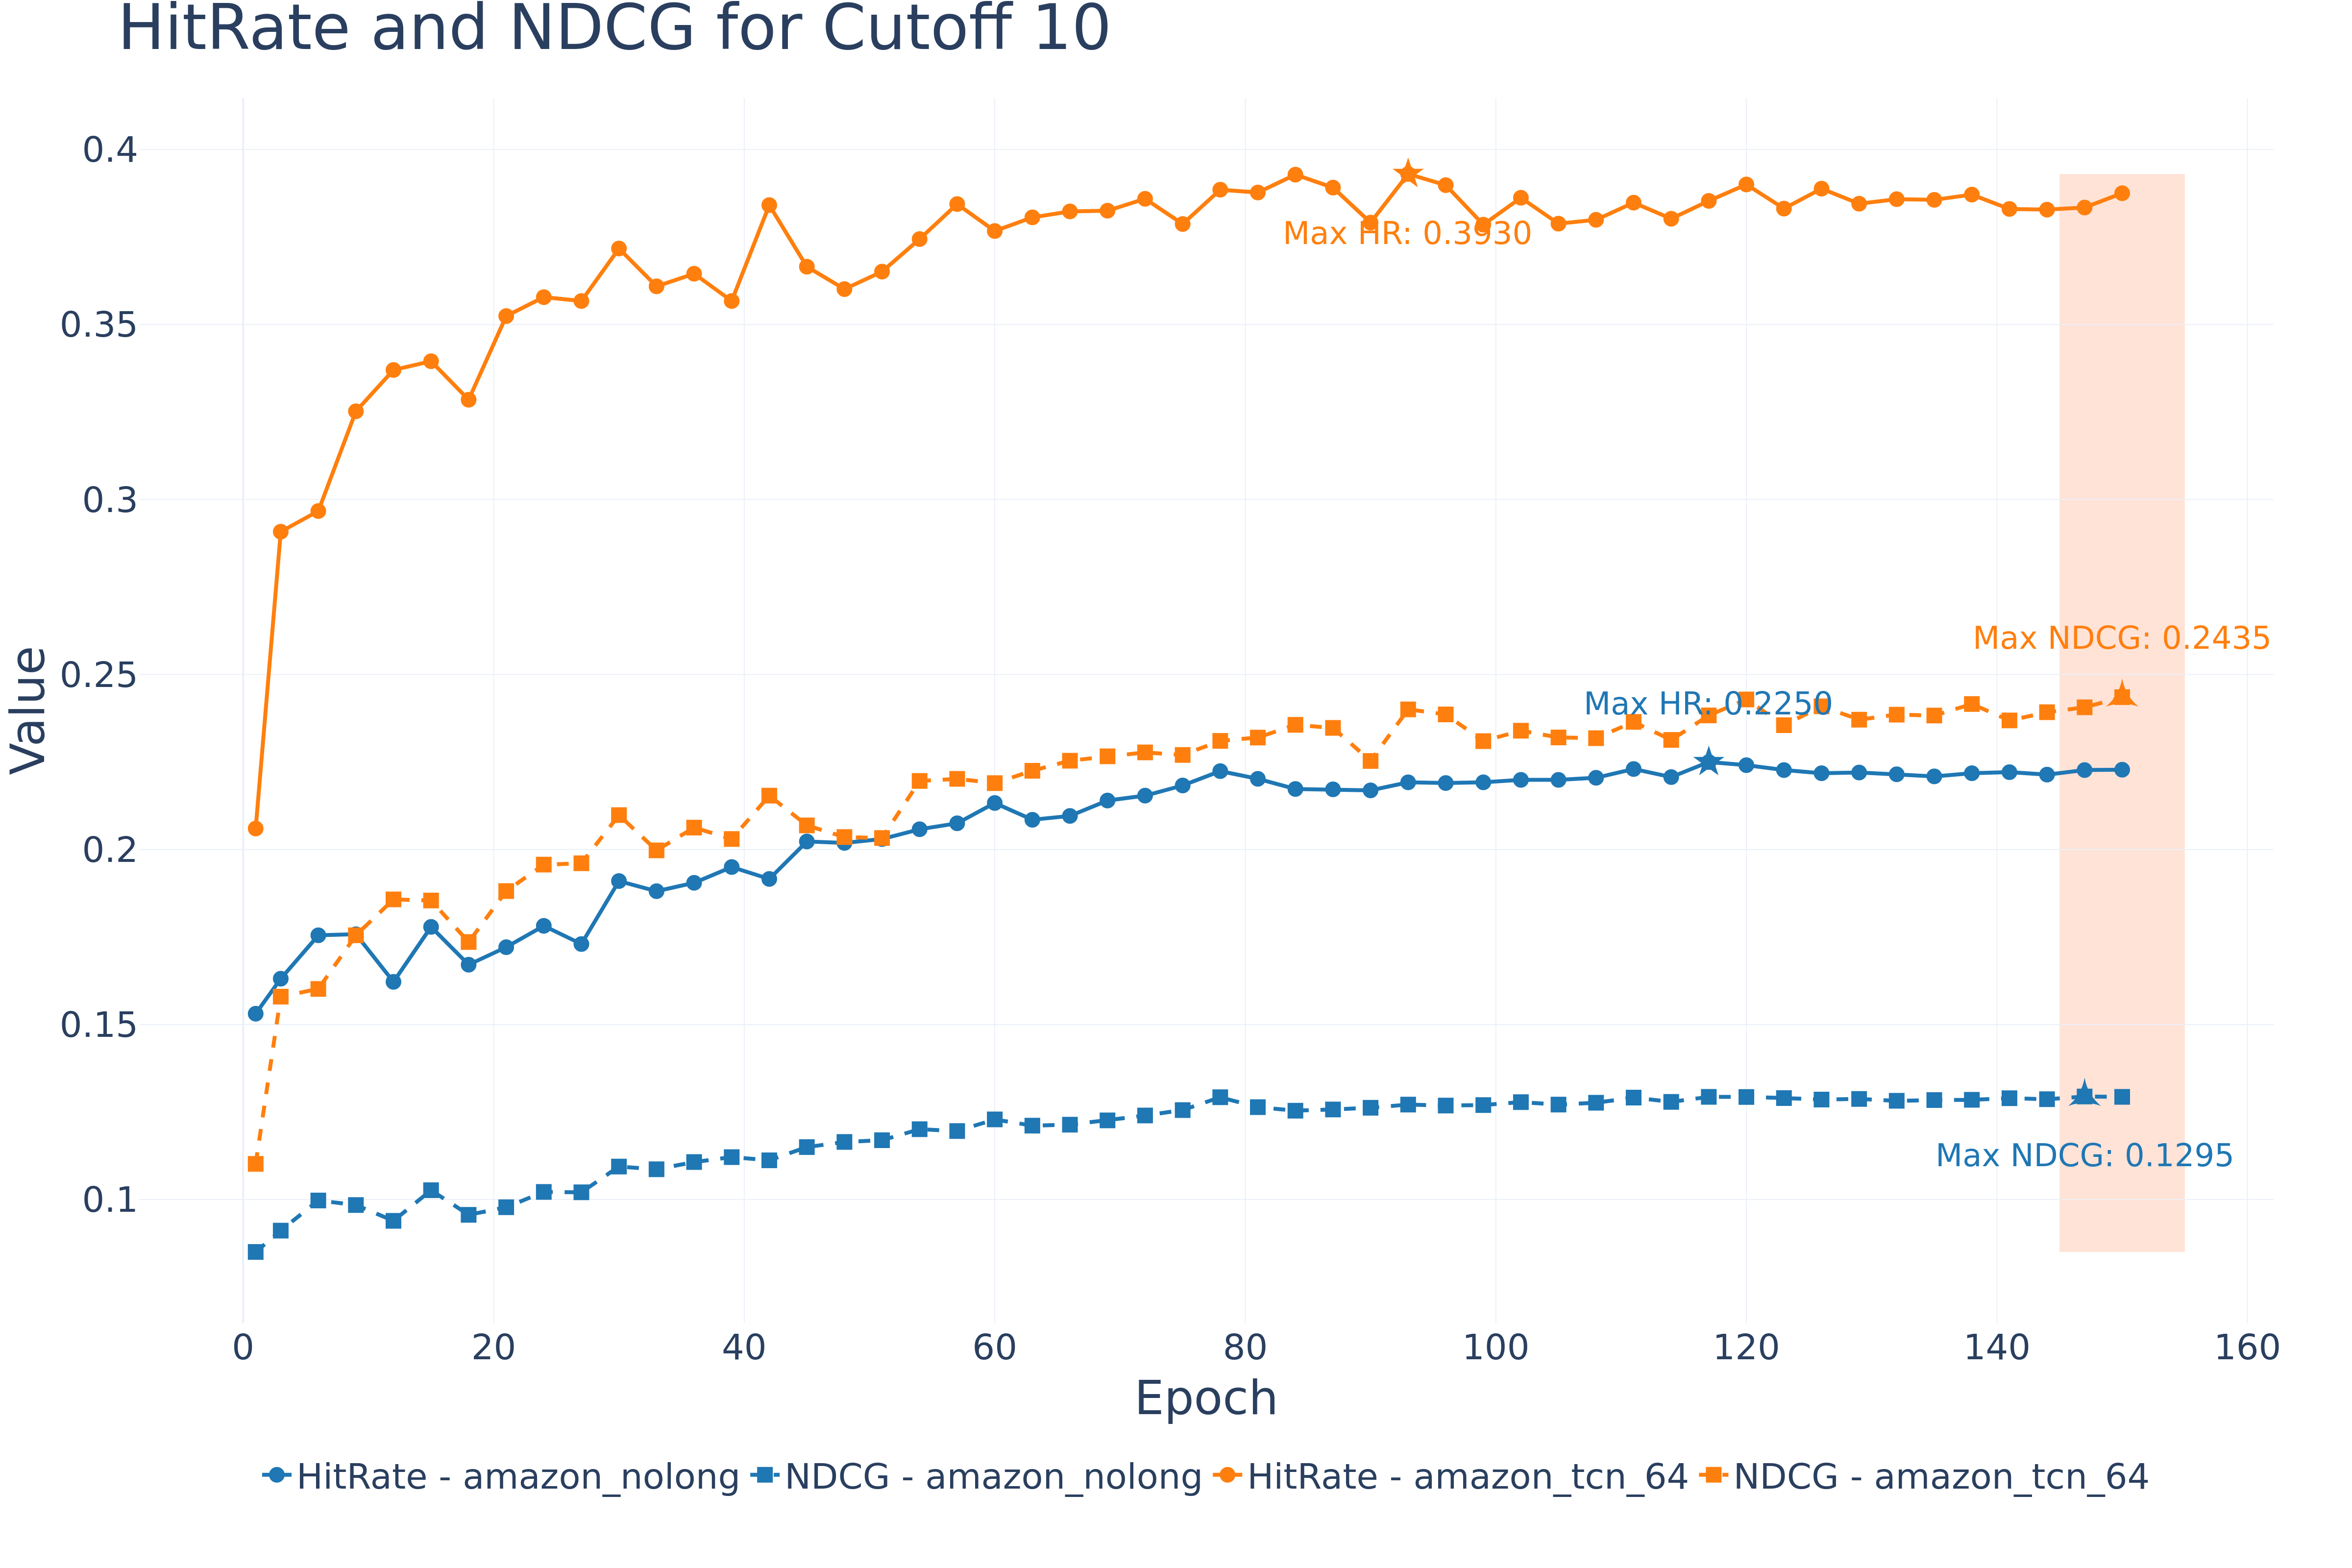 HitRate and NDCG for Cutoff 10
0.4
0.35
0.3
0.25
0.2
0.15
0.1
Value
Max HR: 0.3930
Max NDCG: 0.2435
Max HR: 0.2250
Max NDCG: 0.1295
0 20 40 60 80 100 120 140 160
Epoch
HitRate - amazon_nolong NDCG - amazon_nolong HitRate - amazon_tcn_64 NDCG - amazon_tcn_64